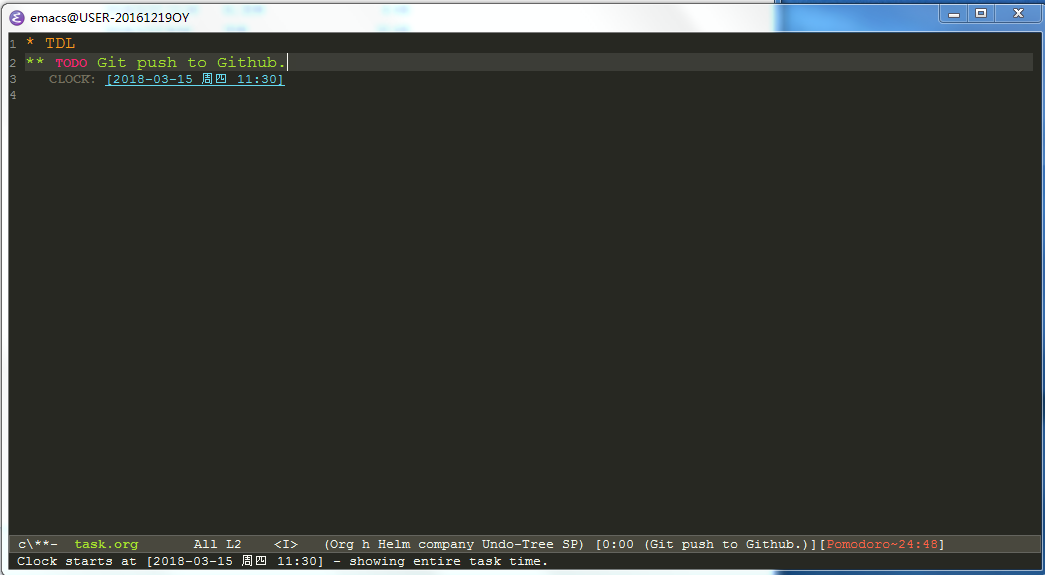 emacs@USER-20161219OY
1 * TDL
2 ** TODO Git push to Github.
3 CLOCK: [2018-03-15 周四 11:30]
4
c\**- task.org All L2 <I> (Org h Helm company Undo-Tree SP) [0:00 (Git push to Github.)][Pomodoro~24:48]
Clock starts at [2018-03-15 周四 11:30] - showing entire task time.